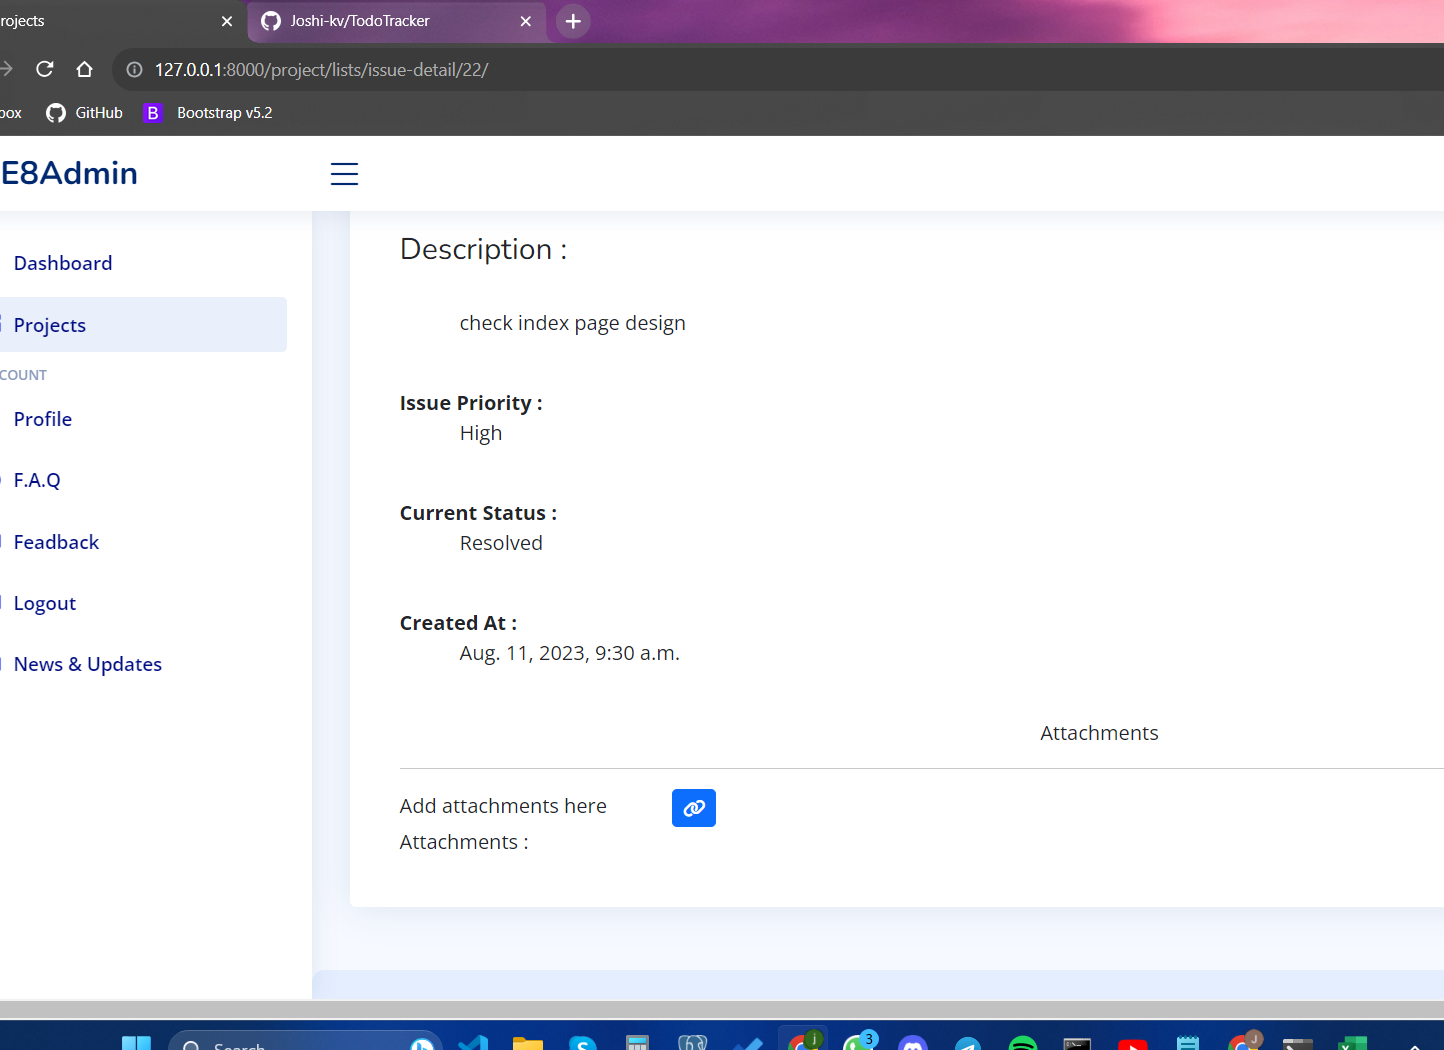 rojects
Joshi-kv/TodoTracker
127.0.0.1:8000/project/lists/issue-detail/22/
box
GitHub
B
Bootstrap v5.2
E8Admin
Dashboard
Projects
COUNT
Profile
F.A.Q
Feadback
Logout
News & Updates
Description :
check index page design
Issue Priority :
High
Current Status :
Resolved
Created At :
Aug. 11, 2023, 9:30 a.m.
Attachments
Add attachments here
Attachments :
Search
j
3
J